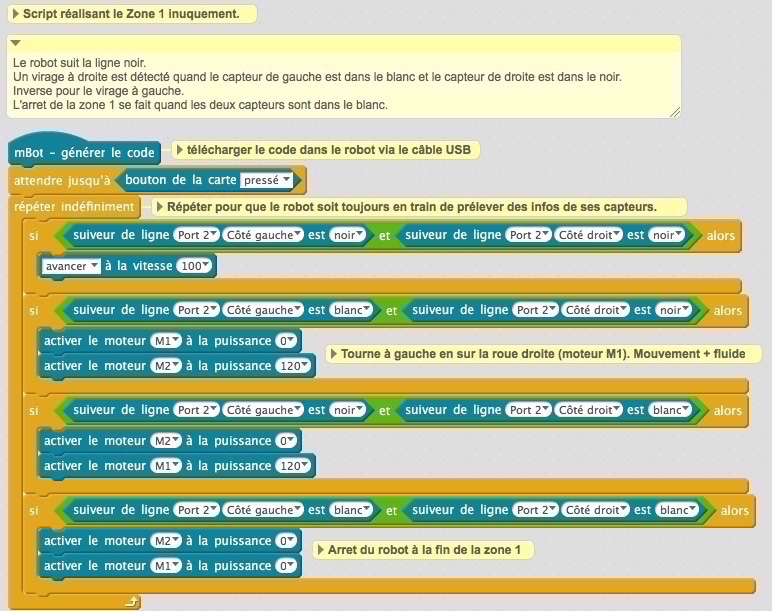 Script réalisant le Zone 1 inuquement.
Le robot suit la ligne noir.
Un virage à droite est détecté quand le capteur de gauche est dans le blanc et le capteur de droite est dans le noir.
Inverse pour le virage à gauche.
L'arret de la zone 1 se fait quand les deux capteurs sont dans le blanc.
mBot - générer le code télécharger le code dans le robot via le câble USB
attendre jusqu'à bouton de la carte pressé
répéter indéfiniment Répéter pour que le robot soit toujours en train de prélever des infos de ses capteurs.
si suiveur de ligne Port 2 Côté gauche est noir et suiveur de ligne Port 2 Côté droit est noir alors
avancer à la vitesse 100
si suiveur de ligne Port 2 Côté gauche est blanc et suiveur de ligne Port 2 Côté droit est noir alors
activer le moteur M1 à la puissance 0
activer le moteur M2 à la puissance 120 Tourne à gauche en sur la roue droite (moteur M1). Mouvement + fluide
si suiveur de ligne Port 2 Côté gauche est noir et suiveur de ligne Port 2 Côté droit est blanc alors
activer le moteur M2 à la puissance 0
activer le moteur M1 à la puissance 120
si suiveur de ligne Port 2 Côté gauche est blanc et suiveur de ligne Port 2 Côté droit est blanc alors
activer le moteur M2 à la puissance 0 Arret du robot à la fin de la zone 1
activer le moteur M1 à la puissance 0